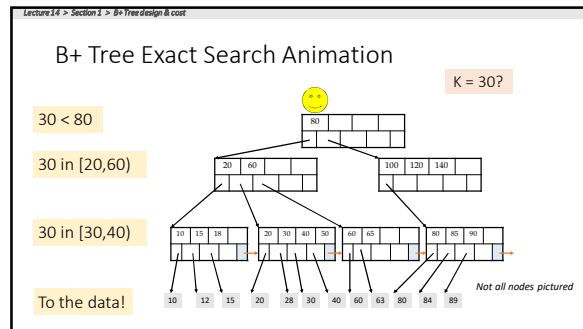 Lecture 14 > Section 1 > B+ Tree design & cost
B+ Tree Exact Search Animation
K = 30?
30 < 80
80
30 in [20,60)
20 60
100 120 140
30 in [30,40)
10 15 18
20 30 40 50
60 65
80 85 90
Not all nodes pictured
To the data!
10 12 15 20 28 30 40 60 63 80 84 89